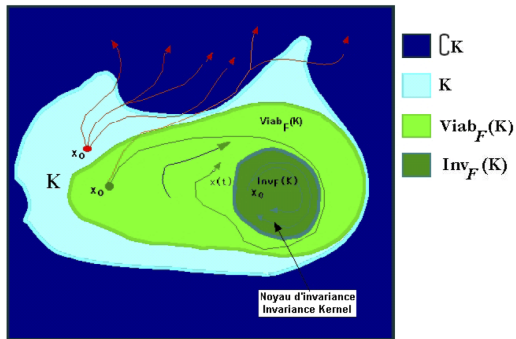 Viab_F(K)
x₀
K
x₀
x(t)
Inv_F(K)
x₀
Noyau d'invariance
Invariance Kernel
∁K
K
Viab_F(K)
Inv_F(K)